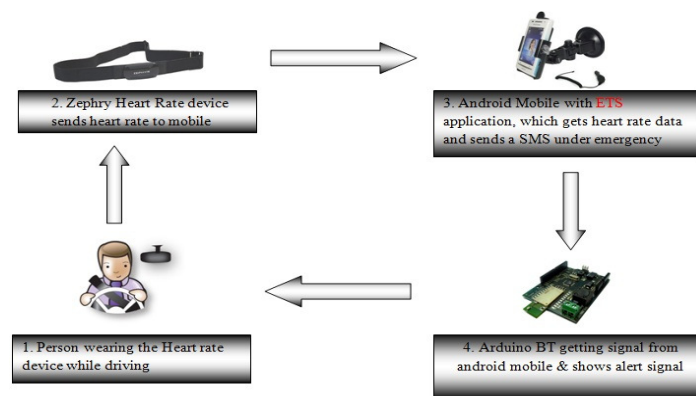 2. Zephry Heart Rate device
sends heart rate to mobile
3. Android Mobile with ETS
application, which gets heart rate data
and sends a SMS under emergency
1. Person wearing the Heart rate
device while driving
4. Arduino BT getting signal from
android mobile & shows alert signal